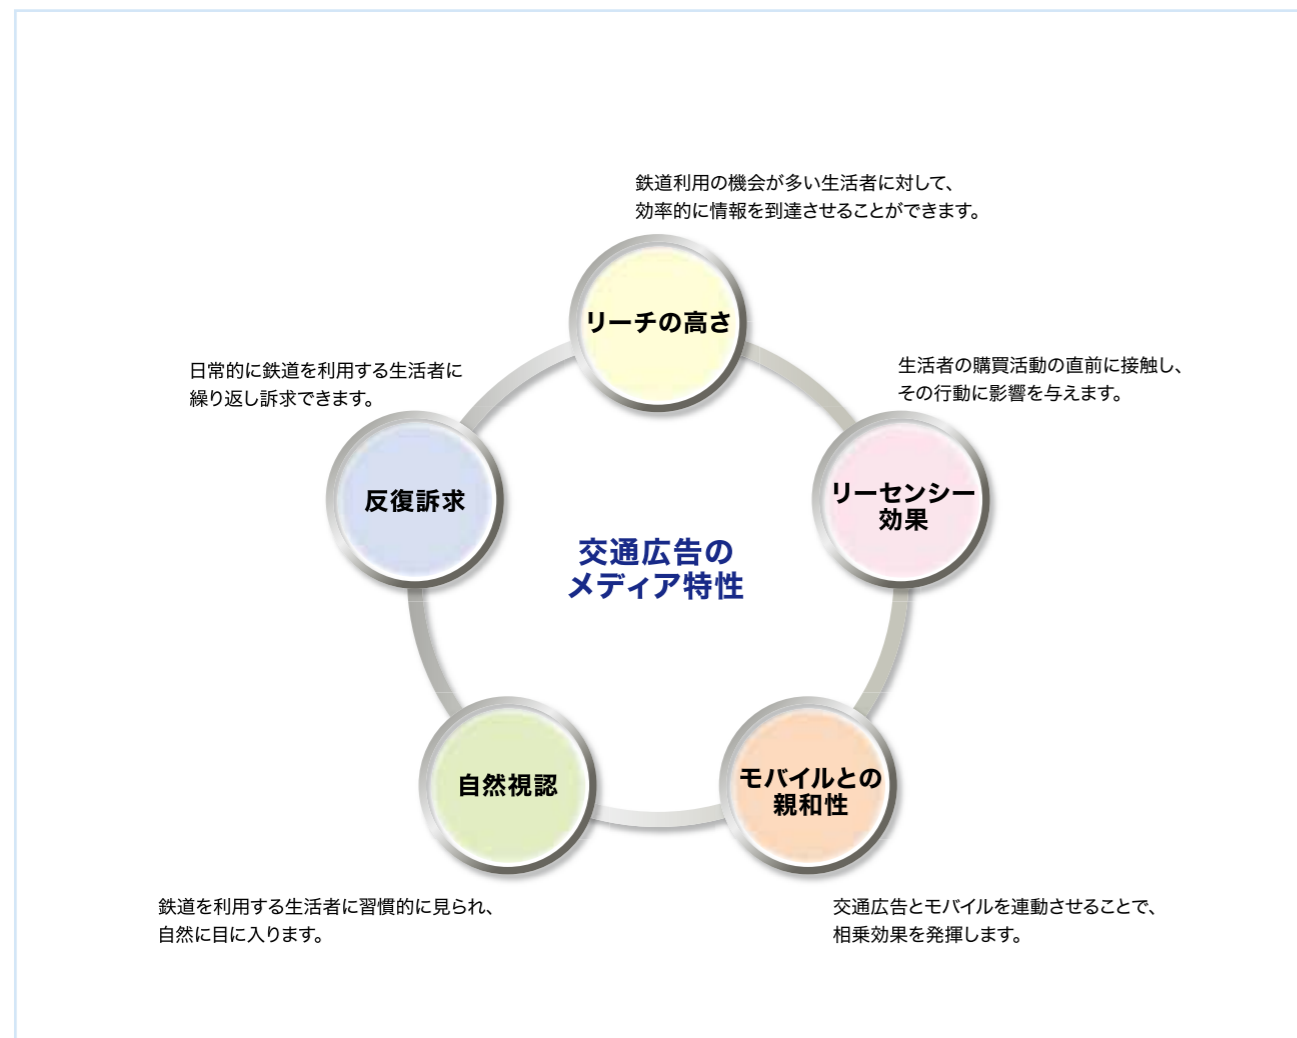 鉄道利用の機会が多い生活者に対して、
効率的に情報を到達させることができます。
リーチの高さ
生活者の購買活動の直前に接触し、
その行動に影響を与えます。
リーセンシー
効果
交通広告とモバイルを連動させることで、
相乗効果を発揮します。
モバイルとの
親和性
鉄道を利用する生活者に習慣的に見られ、
自然に目に入ります。
自然視認
日常的に鉄道を利用する生活者に
繰り返し訴求できます。
反復訴求
交通広告の
メディア特性